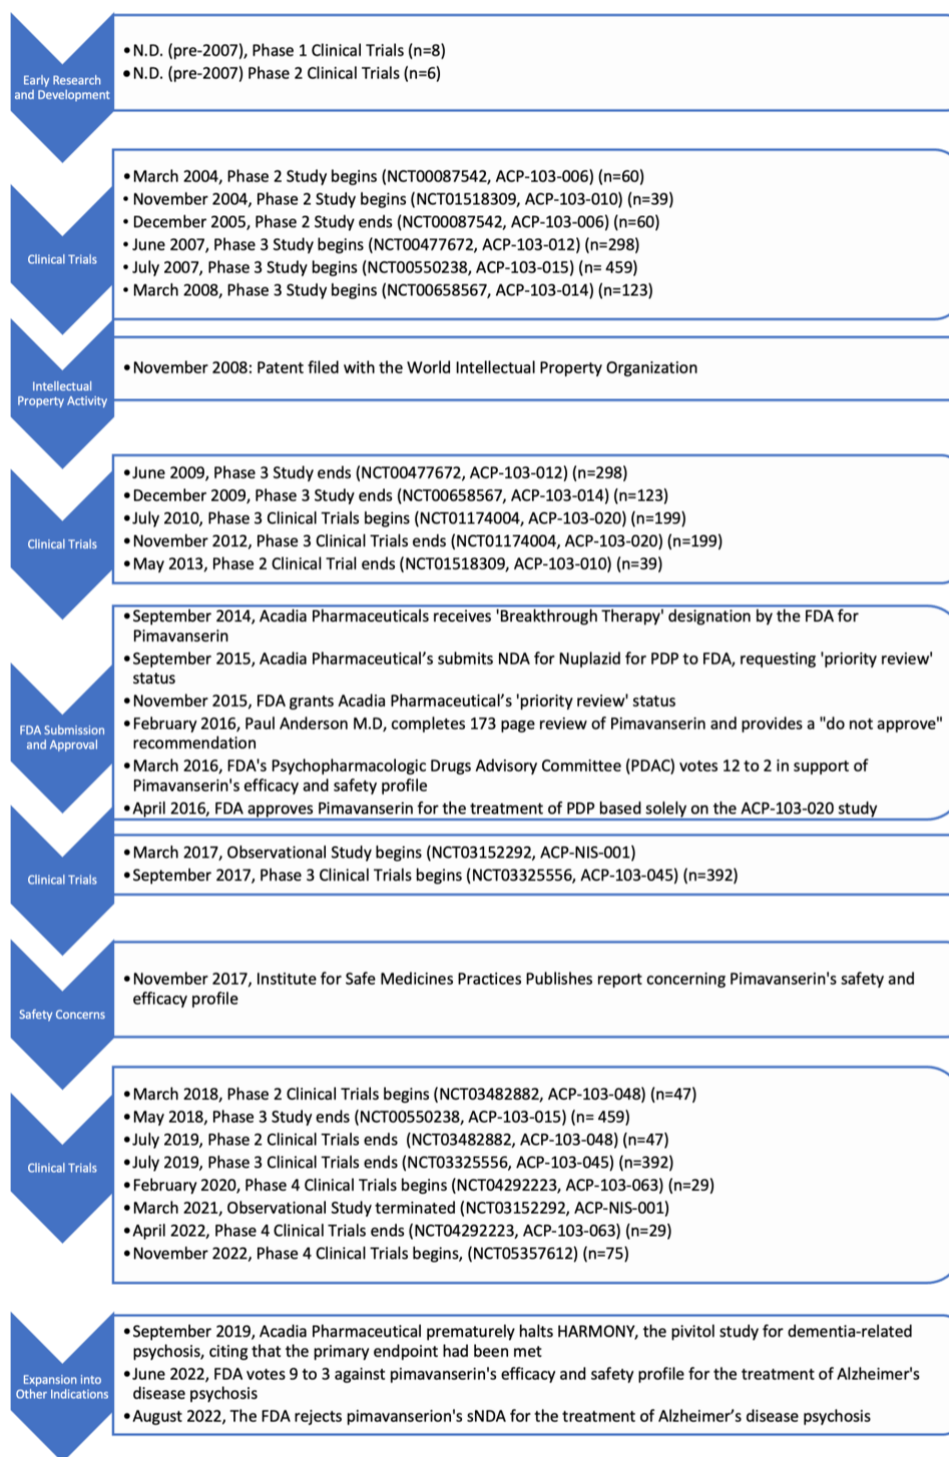 Early Research
and Development
•N.D. (pre-2007), Phase 1 Clinical Trials (n=8)
•N.D. (pre-2007) Phase 2 Clinical Trials (n=6)
Clinical Trials
•March 2004, Phase 2 Study begins (NCT00087542, ACP-103-006) (n=60)
• November 2004, Phase 2 Study begins (NCT01518309, ACP-103-010) (n=39)
• December 2005, Phase 2 Study ends (NCT00087542, ACP-103-006) (n=60)
• June 2007, Phase 3 Study begins (NCT00477672, ACP-103-012) (n=298)
• July 2007, Phase 3 Study begins (NCT00550238, ACP-103-015) (n= 459)
• March 2008, Phase 3 Study begins (NCT00658567, ACP-103-014) (n=123)
Intellectual
Property Activity
•November 2008: Patent filed with the World Intellectual Property Organization
Clinical Trials
•June 2009, Phase 3 Study ends (NCT00477672, ACP-103-012) (n=298)
•December 2009, Phase 3 Study ends (NCT00658567, ACP-103-014) (n=123)
•July 2010, Phase 3 Clinical Trials begins (NCT01174004, ACP-103-020) (n=199)
•November 2012, Phase 3 Clinical Trials ends (NCT01174004, ACP-103-020) (n=199)
•May 2013, Phase 2 Clinical Trial ends (NCT01518309, ACP-103-010) (n=39)
FDA Submission
and Approval
•September 2014, Acadia Pharmaceuticals receives 'Breakthrough Therapy' designation by the FDA for
Pimavanserin
•September 2015, Acadia Pharmaceutical's submits NDA for Nuplazid for PDP to FDA, requesting 'priority review'
status
•November 2015, FDA grants Acadia Pharmaceutical's 'priority review' status
•February 2016, Paul Anderson M.D, completes 173 page review of Pimavanserin and provides a "do not approve"
recommendation
•March 2016, FDA's Psychopharmacologic Drugs Advisory Committee (PDAC) votes 12 to 2 in support of
Pimavanserin's efficacy and safety profile
•April 2016, FDA approves Pimavanserin for the treatment of PDP based solely on the ACP-103-020 study
Clinical Trials
•March 2017, Observational Study begins (NCT03152292, ACP-NIS-001)
•September 2017, Phase 3 Clinical Trials begins (NCT03325556, ACP-103-045) (n=392)
Safety Concerns
•November 2017, Institute for Safe Medicines Practices Publishes report concerning Pimavanserin's safety and
efficacy profile
Clinical Trials
•March 2018, Phase 2 Clinical Trials begins (NCT03482882, ACP-103-048) (n=47)
•May 2018, Phase 3 Study ends (NCT00550238, ACP-103-015) (n= 459)
•July 2019, Phase 2 Clinical Trials ends (NCT03482882, ACP-103-048) (n=47)
•July 2019, Phase 3 Clinical Trials ends (NCT03325556, ACP-103-045) (n=392)
•February 2020, Phase 4 Clinical Trials begins (NCT04292223, ACP-103-063) (n=29)
•March 2021, Observational Study terminated (NCT03152292, ACP-NIS-001)
•April 2022, Phase 4 Clinical Trials ends (NCT04292223, ACP-103-063) (n=29)
•November 2022, Phase 4 Clinical Trials begins, (NCT05357612) (n=75)
Expansion into
Other Indications
•September 2019, Acadia Pharmaceutical prematurely halts HARMONY, the pivitol study for dementia-related
psychosis, citing that the primary endpoint had been met
•June 2022, FDA votes 9 to 3 against pimavanserin's efficacy and safety profile for the treatment of Alzheimer's
disease psychosis
•August 2022, The FDA rejects pimavanserion's sNDA for the treatment of Alzheimer's disease psychosis